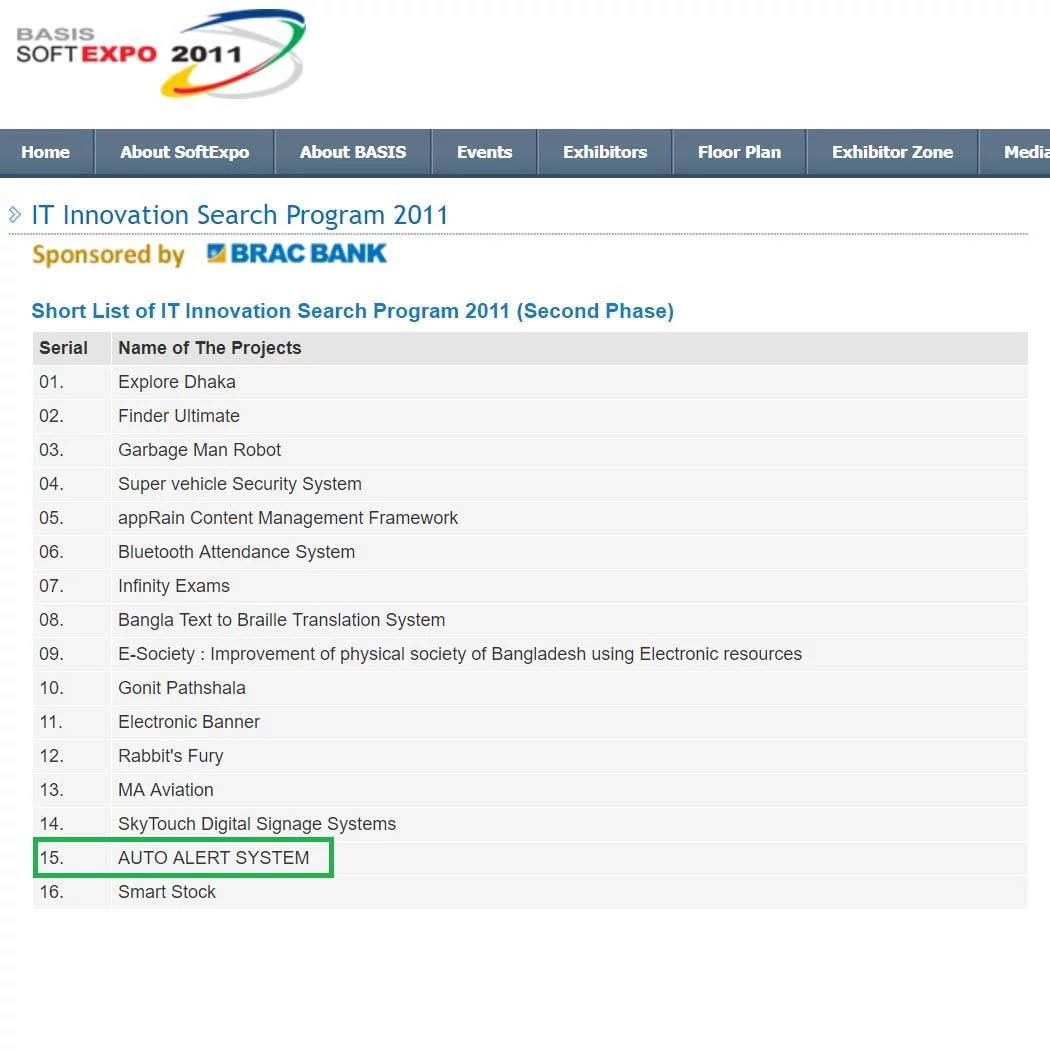 BASIS
SOFTEXPO 2011
Home About SoftExpo About BASIS Events Exhibitors Floor Plan Exhibitor Zone Media
IT Innovation Search Program 2011
Sponsored by BRAC BANK
Short List of IT Innovation Search Program 2011 (Second Phase)
Serial Name of The Projects
01. Explore Dhaka
02. Finder Ultimate
03. Garbage Man Robot
04. Super vehicle Security System
05. appRain Content Management Framework
06. Bluetooth Attendance System
07. Infinity Exams
08. Bangla Text to Braille Translation System
09. E-Society : Improvement of physical society of Bangladesh using Electronic resources
10. Gonit Pathshala
11. Electronic Banner
12. Rabbit's Fury
13. MA Aviation
14. SkyTouch Digital Signage Systems
15. AUTO ALERT SYSTEM
16. Smart Stock